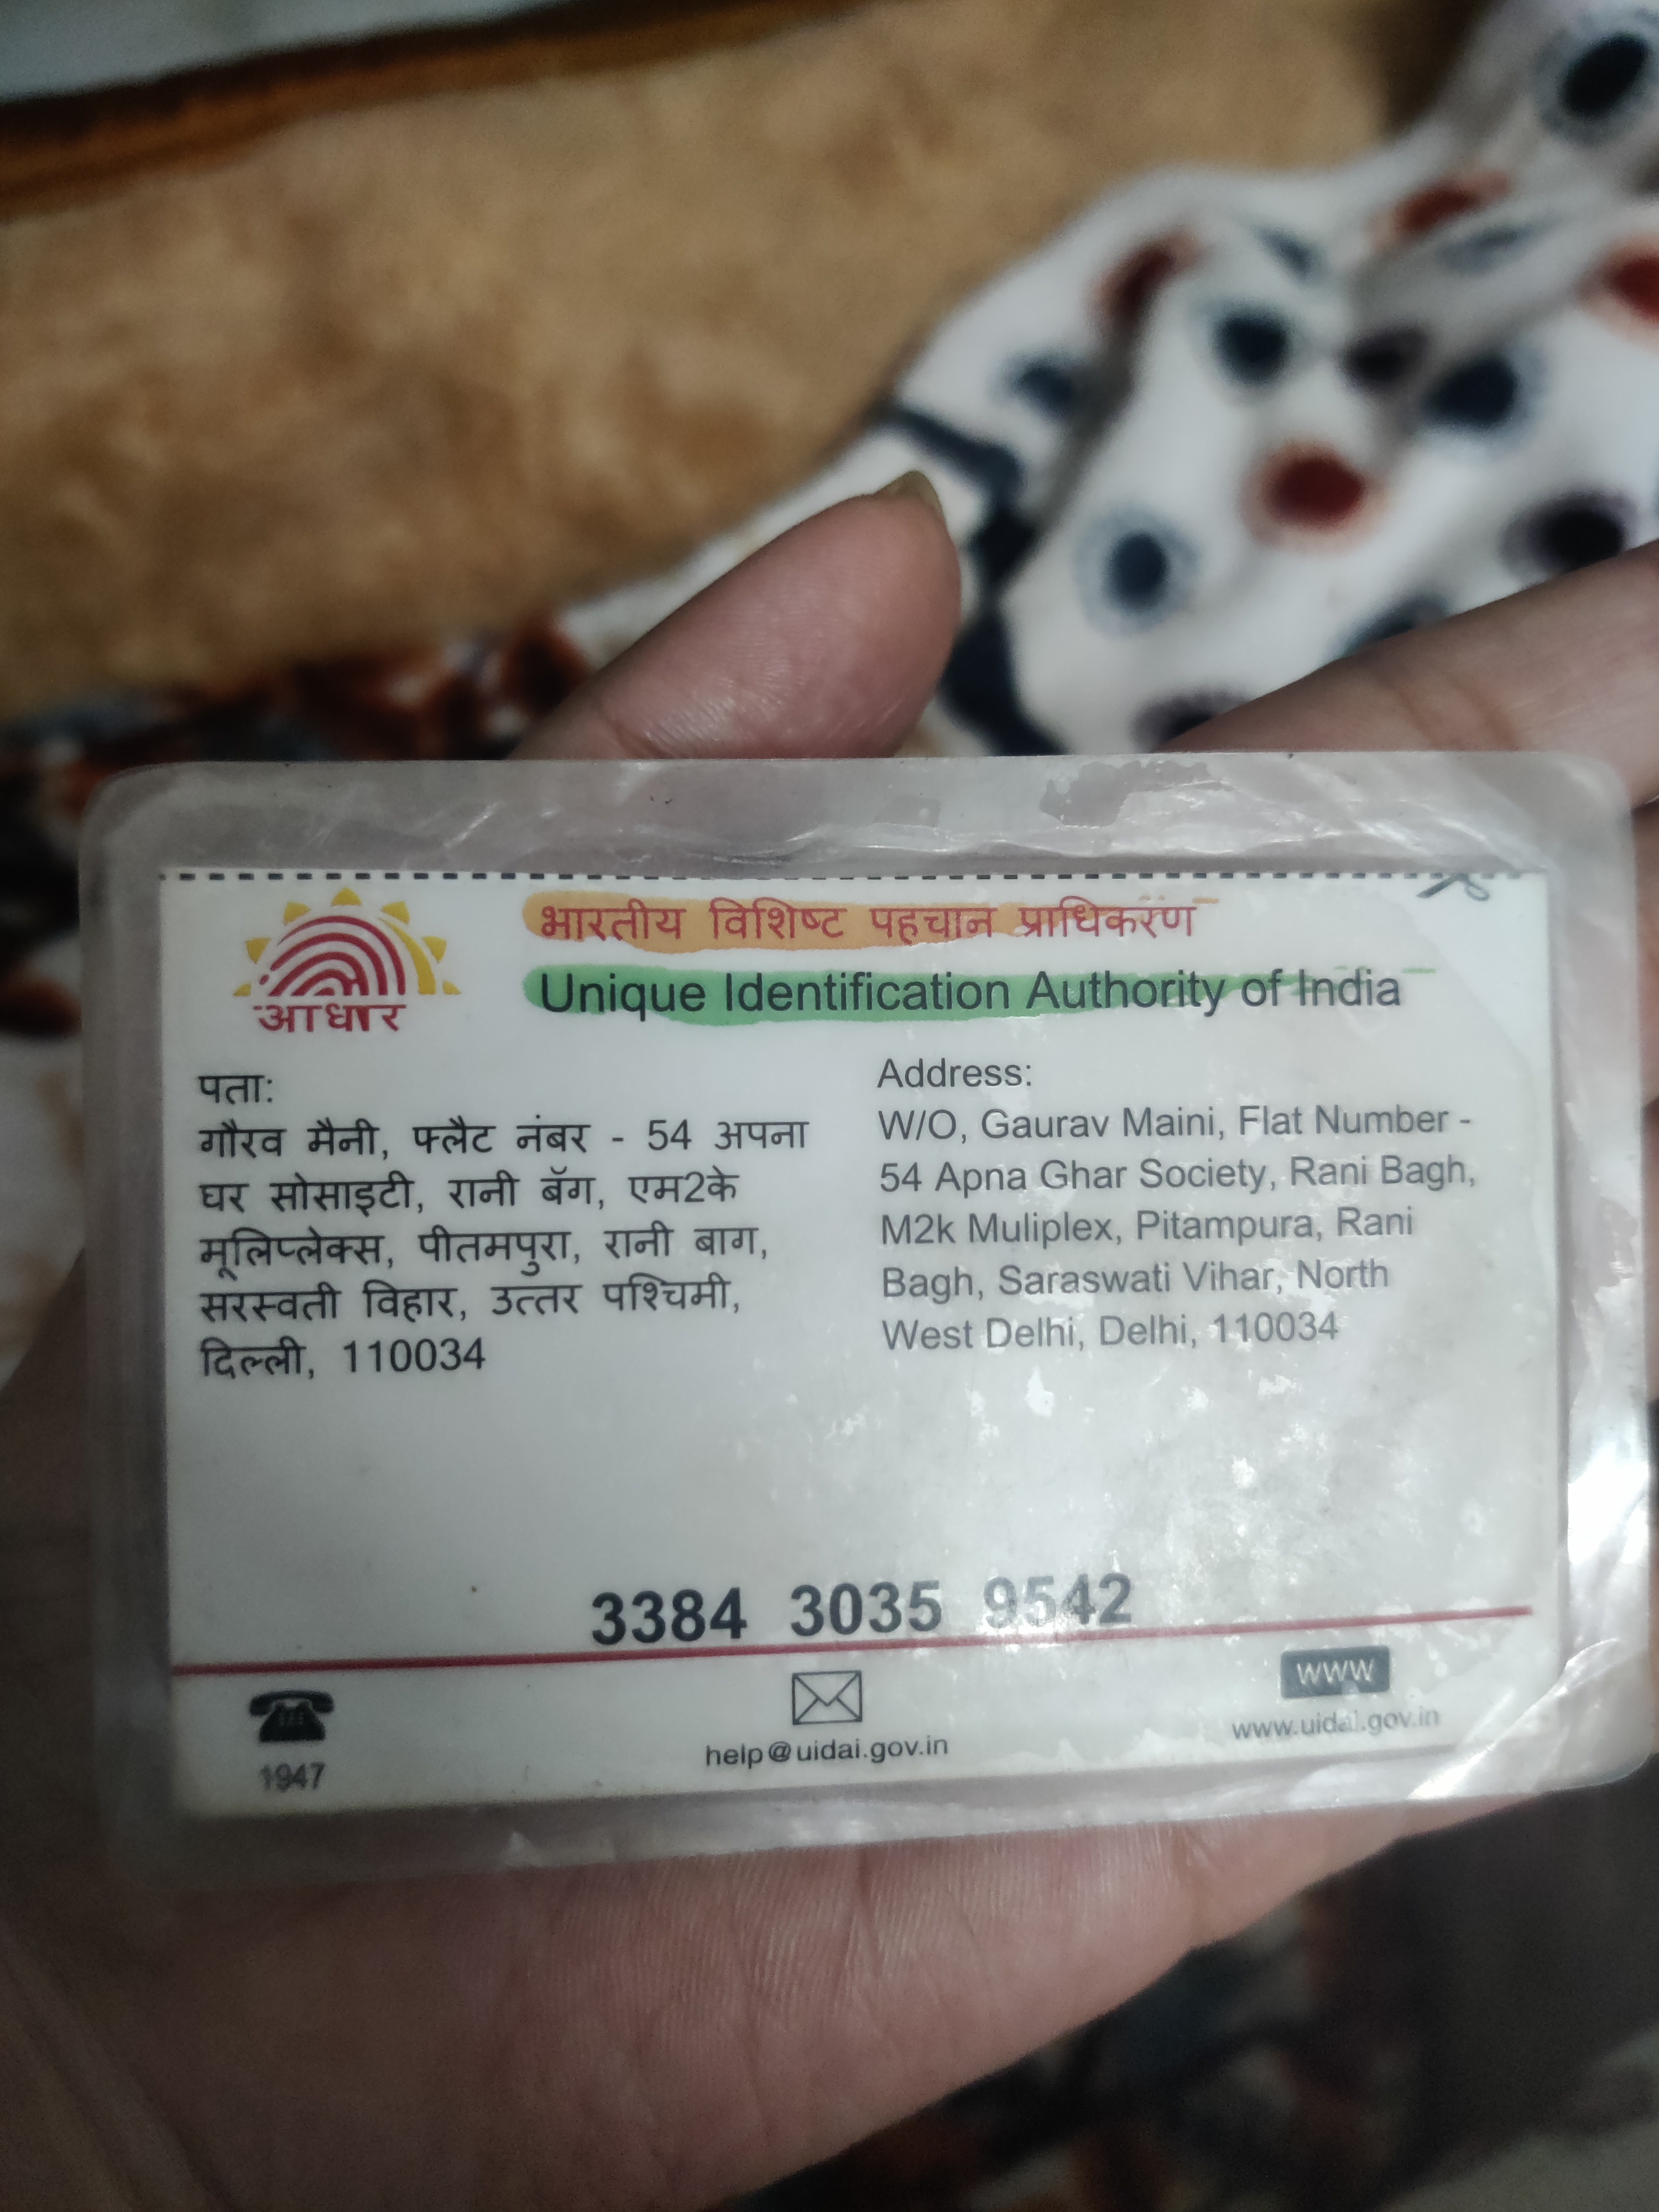 आधार
भारतीय विशिष्ट पहचान प्राधिकरण
Unique Identification Authority of India
पता:
गौरव मैनी, फ्लैट नंबर - 54 अपना
घर सोसाइटी, रानी बॅग, एम2के
मूलिप्लेक्स, पीतमपुरा, रानी बाग,
सरस्वती विहार, उत्तर पश्चिमी,
दिल्ली, 110034
Address:
W/O, Gaurav Maini, Flat Number -
54 Apna Ghar Society, Rani Bagh,
M2k Muliplex, Pitampura, Rani
Bagh, Saraswati Vihar, North
West Delhi, Delhi, 110034
3384 3035 9542
1947
help@uidai.gov.in
www
www.uidai.gov.in